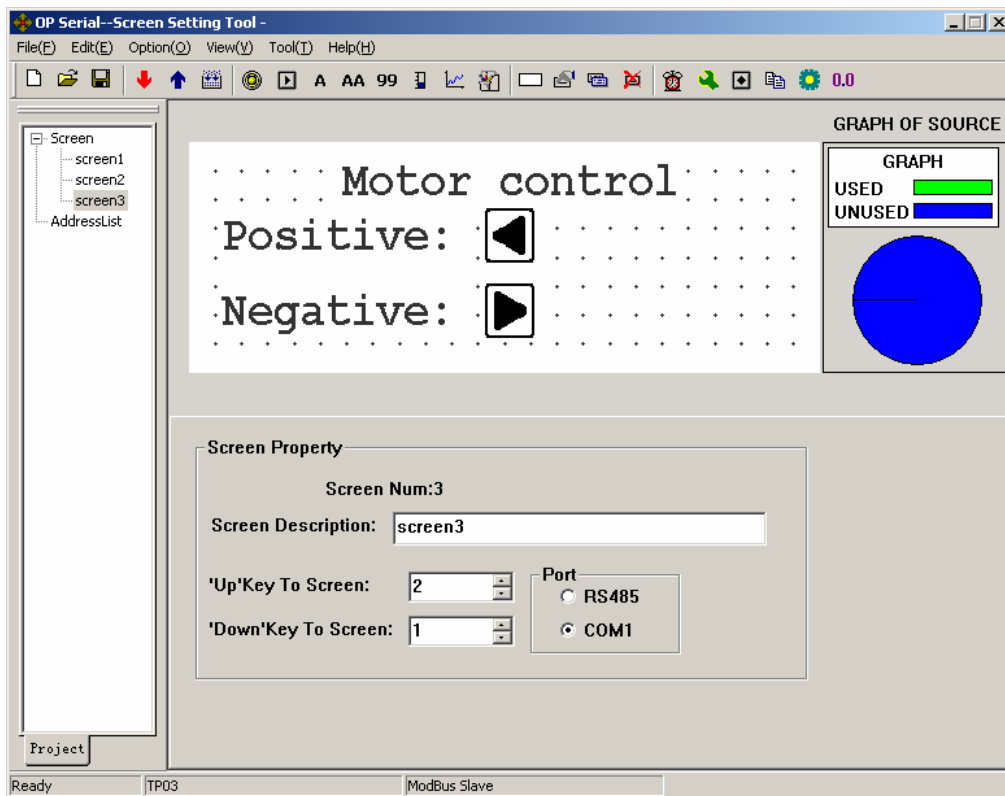 OP Serial--Screen Setting Tool -
File(F) Edit(E) Option(O) View(V) Tool(T) Help(H)
A AA 99 0.0
Screen
screen1
screen2
screen3
AddressList
Project
Motor control
Positive:
Negative:
GRAPH OF SOURCE
GRAPH
USED
UNUSED
Screen Property
Screen Num:3
Screen Description: screen3
'Up'Key To Screen: 2
'Down'Key To Screen: 1
Port
RS485
COM1
Ready TP03 ModBus Slave